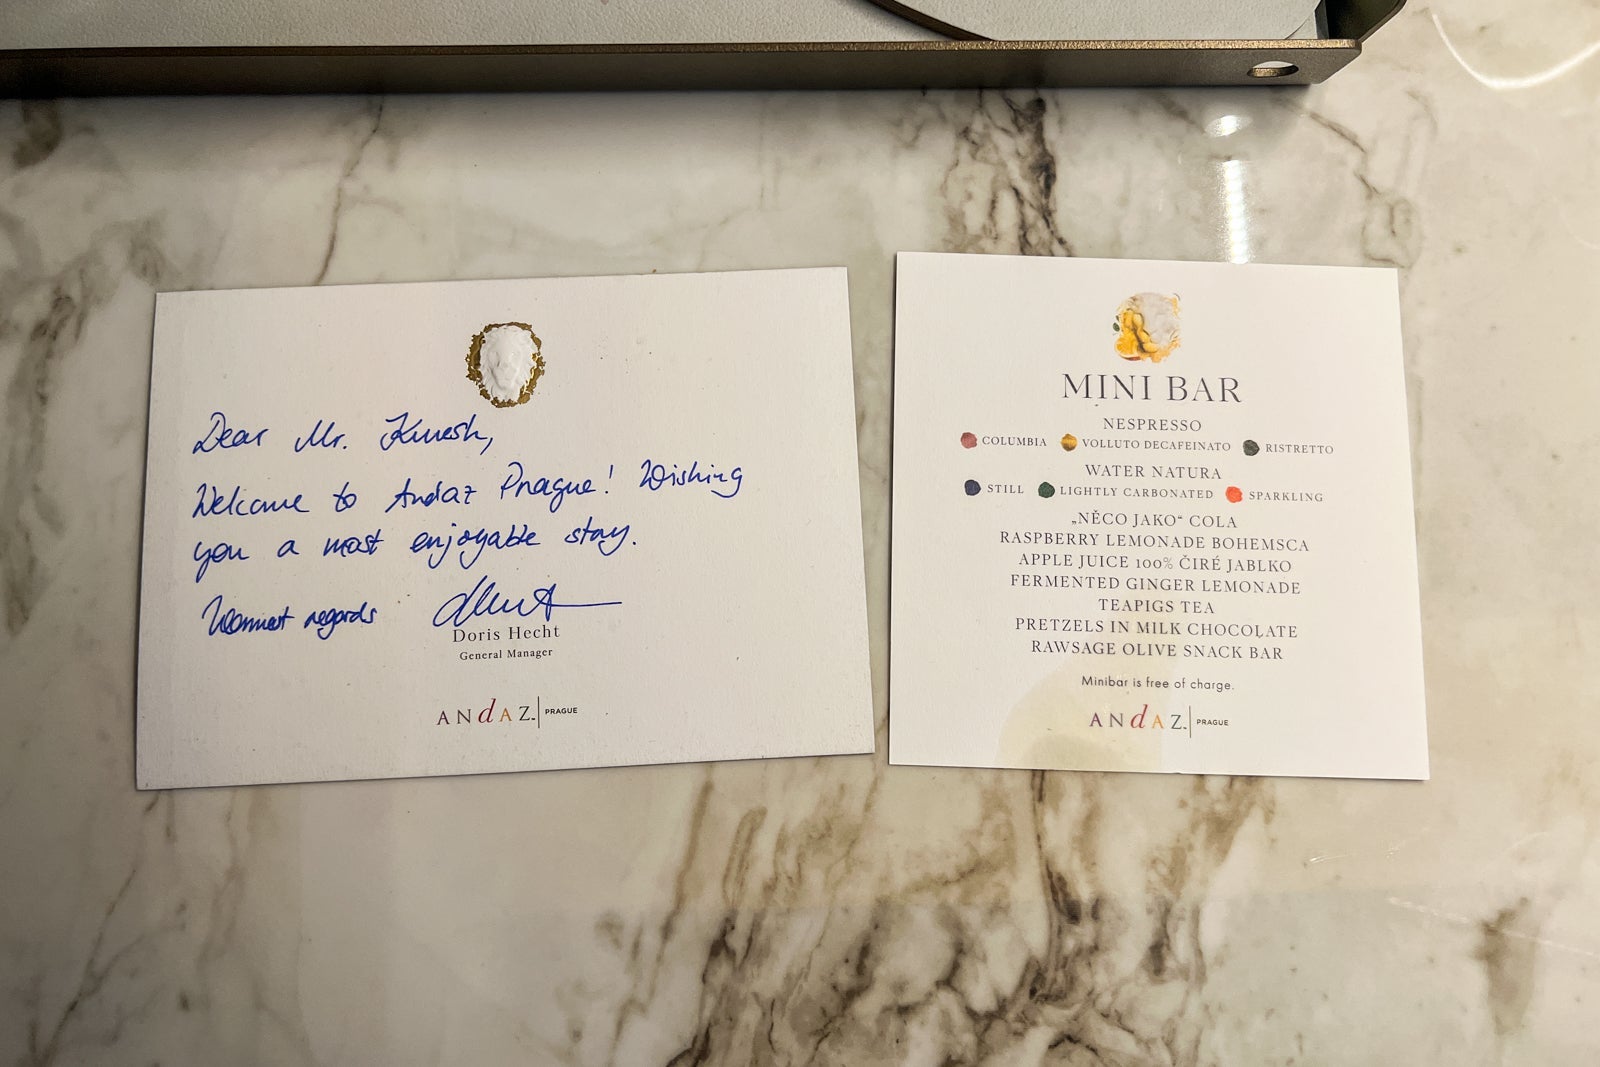 Dear Mr.
Welcome to Andaz Prague! Wishing
you a most enjoyable stay.
Warmest regards
Doris Hecht
General Manager
ANdAZ. PRAGUE
MINI BAR
NESPRESSO
COLUMBIA VOLLUTO DECAFEINATO RISTRETTO
WATER NATURA
STILL LIGHTLY CARBONATED SPARKLING
„NĚCO JAKO“ COLA
RASPBERRY LEMONADE BOHEMSCA
APPLE JUICE 100% ČIRÉ JABLKO
FERMENTED GINGER LEMONADE
TEAPIGS TEA
PRETZELS IN MILK CHOCOLATE
RAWSAGE OLIVE SNACK BAR
Minibar is free of charge.
ANdAZ. PRAGUE